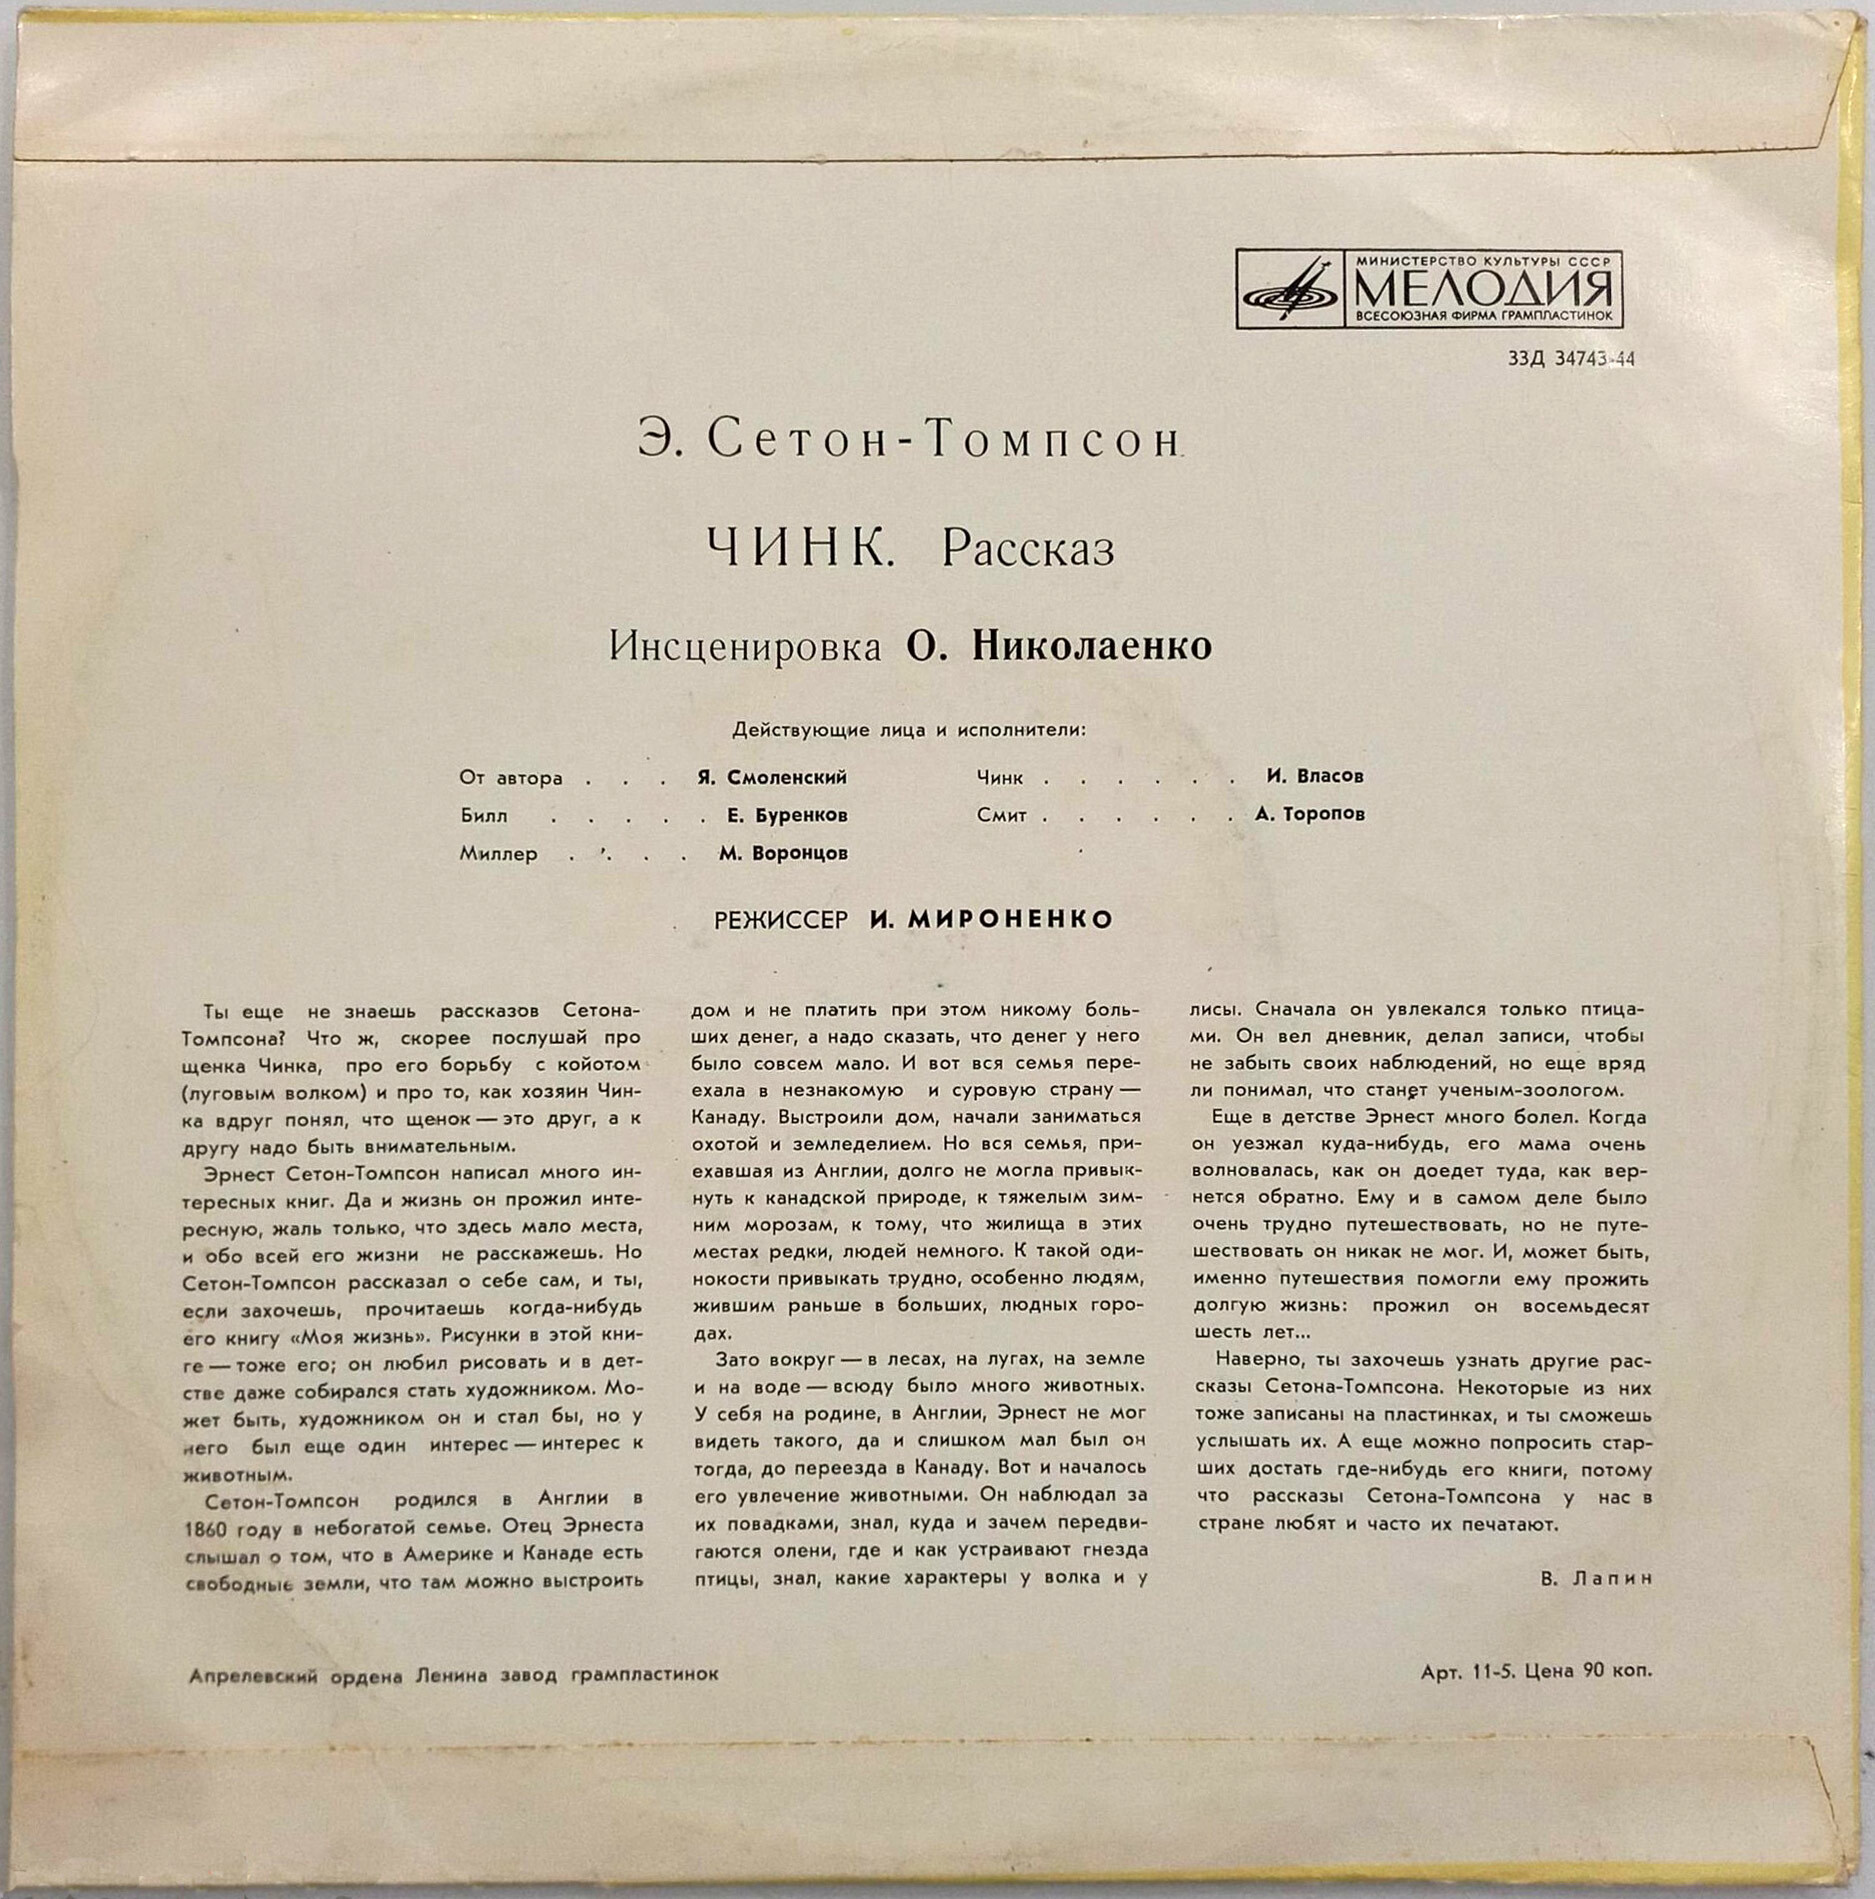 МИНИСТЕРСТВО КУЛЬТУРЫ СССР
МЕЛОДИЯ
ВСЕСОЮЗНАЯ ФИРМА ГРАМПЛАСТИНОК
33Д 34743-44
Э. Сетон-Томпсон
ЧИНК. Рассказ
Инсценировка О. Николаенко
Действующие лица и исполнители:
От автора . . . Я. Смоленский
Билл . . . . . Е. Буренков
Миллер . . . . М. Воронцов
Чинк . . . . . . И. Власов
Смит . . . . . . А. Торопов
РЕЖИССЕР И. МИРОНЕНКО
Ты еще не знаешь рассказов Сетона-
Томпсона? Что ж, скорее послушай про
щенка Чинка, про его борьбу с койотом
(луговым волком) и про то, как хозяин Чин-
ка вдруг понял, что щенок — это друг, а к
другу надо быть внимательным.
Эрнест Сетон-Томпсон написал много ин-
тересных книг. Да и жизнь он прожил инте-
ресную, жаль только, что здесь мало места,
и обо всей его жизни не расскажешь. Но
Сетон-Томпсон рассказал о себе сам, и ты,
если захочешь, прочитаешь когда-нибудь
его книгу «Моя жизнь». Рисунки в этой кни-
ге — тоже его; он любил рисовать и в дет-
стве даже собирался стать художником. Мо-
жет быть, художником он и стал бы, но у
него был еще один интерес — интерес к
животным.
Сетон-Томпсон родился в Англии в
1860 году в небогатой семье. Отец Эрнеста
слышал о том, что в Америке и Канаде есть
свободные земли, что там можно выстроить
дом и не платить при этом никому боль-
ших денег, а надо сказать, что денег у него
было совсем мало. И вот вся семья пере-
ехала в незнакомую и суровую страну —
Канаду. Выстроили дом, начали заниматься
охотой и земледелием. Но вся семья, при-
ехавшая из Англии, долго не могла привык-
нуть к канадской природе, к тяжелым зим-
ним морозам, к тому, что жилища в этих
местах редки, людей немного. К такой оди-
нокости привыкать трудно, особенно людям,
жившим раньше в больших, людных горо-
дах.
Зато вокруг — в лесах, на лугах, на земле
и на воде — всюду было много животных.
У себя на родине, в Англии, Эрнест не мог
видеть такого, да и слишком мал был он
тогда, до переезда в Канаду. Вот и началось
его увлечение животными. Он наблюдал за
их повадками, знал, куда и зачем передви-
гаются олени, где и как устраивают гнезда
птицы, знал, какие характеры у волка и у
лисы. Сначала он увлекался только птица-
ми. Он вел дневник, делал записи, чтобы
не забыть своих наблюдений, но еще вряд
ли понимал, что станет ученым-зоологом.
Еще в детстве Эрнест много болел. Когда
он уезжал куда-нибудь, его мама очень
волновалась, как он доедет туда, как вер-
нется обратно. Ему и в самом деле было
очень трудно путешествовать, но не путе-
шествовать он никак не мог. И, может быть,
именно путешествия помогли ему прожить
долгую жизнь: прожил он восемьдесят
шесть лет...
Наверно, ты захочешь узнать другие рас-
сказы Сетона-Томпсона. Некоторые из них
тоже записаны на пластинках, и ты сможешь
услышать их. А еще можно попросить стар-
ших достать где-нибудь его книги, потому
что рассказы Сетона-Томпсона у нас в
стране любят и часто их печатают.
В. Лапин
Апрелевский ордена Ленина завод грампластинок
Арт. 11-5. Цена 90 коп.